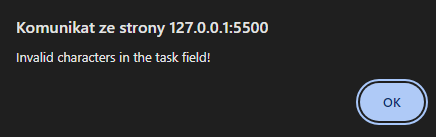 Komunikat ze strony 127.0.0.1:5500
Invalid characters in the task field!
OK